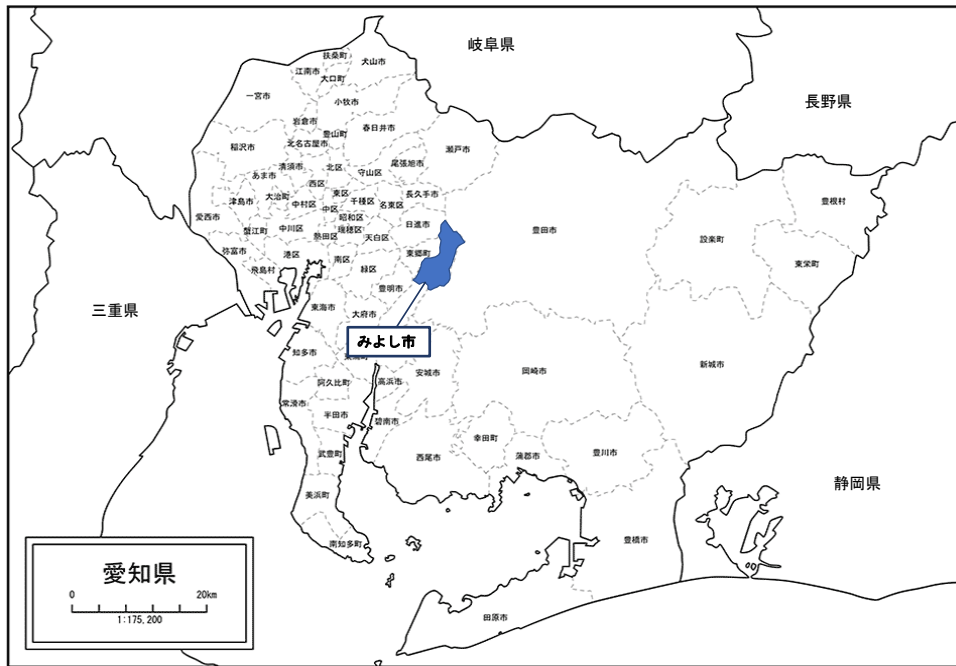 岐阜県
長野県
扶桑町
犬山市
江南市
大口町
一宮市
小牧市
岩倉市
豊山町
春日井市
稲沢市
北名古屋市
瀬戸市
清須市
北区
守山区
尾張旭市
あま市
西区
東区
千種区
名東区
長久手市
津島市
大治町
中村区
中区
昭和区
愛西市
蟹江町
中川区
熱田区
瑞穂区
天白区
日進市
豊田市
設楽町
豊根村
弥富市
港区
南区
緑区
東郷町
東栄町
飛島村
豊明市
三重県
東海市
大府市
みよし市
知多市
阿久比町
高浜市
安城市
岡崎市
新城市
常滑市
半田市
碧南市
武豊町
西尾市
幸田町
蒲郡市
豊川市
静岡県
美浜町
南知多町
豊橋市
田原市
愛知県
0 20km
1:175,200